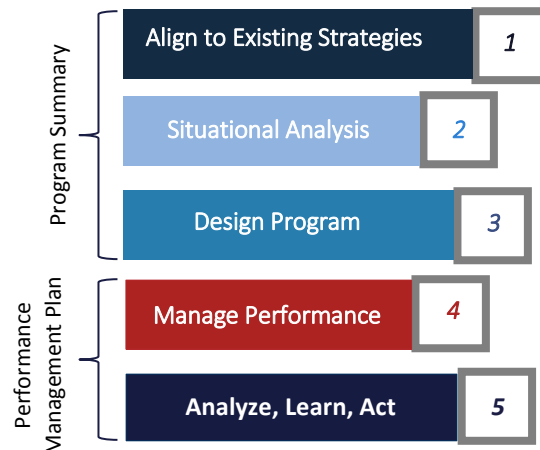 Program Summary
Align to Existing Strategies
1
Situational Analysis
2
Design Program
3
Performance
Management Plan
Manage Performance
4
Analyze, Learn, Act
5